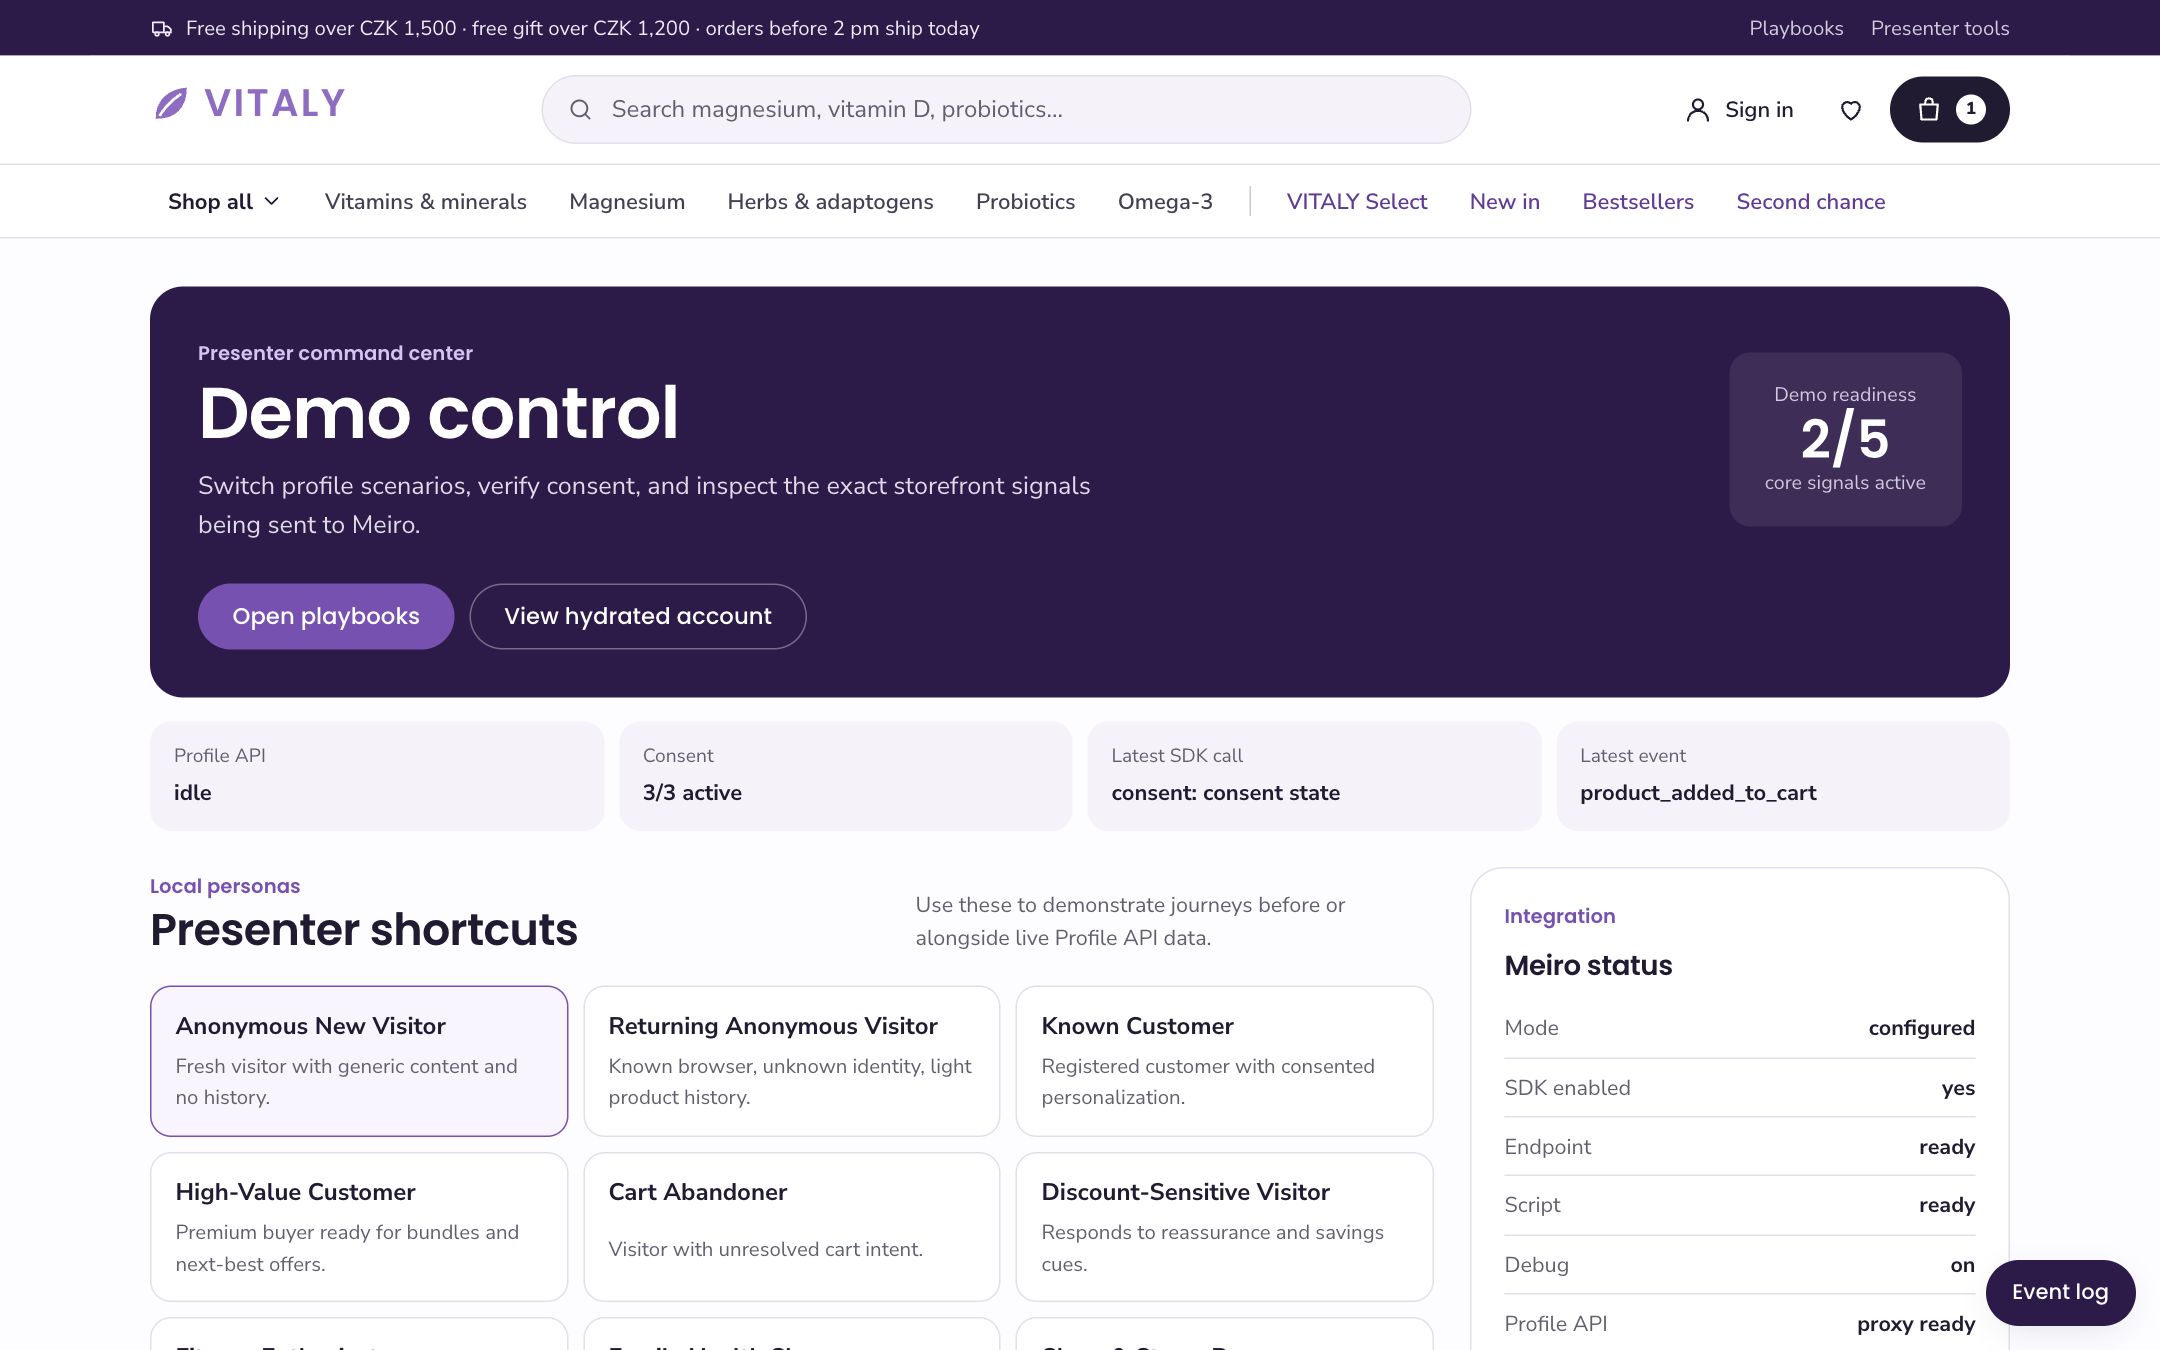 Free shipping over CZK 1,500 · free gift over CZK 1,200 · orders before 2 pm ship today
Playbooks
Presenter tools
VITALY
Search magnesium, vitamin D, probiotics...
Sign in
1
Shop all
Vitamins & minerals
Magnesium
Herbs & adaptogens
Probiotics
Omega-3
VITALY Select
New in
Bestsellers
Second chance
Presenter command center
Demo control
Switch profile scenarios, verify consent, and inspect the exact storefront signals
being sent to Meiro.
Open playbooks
View hydrated account
Demo readiness
2/5
core signals active
Profile API
idle
Consent
3/3 active
Latest SDK call
consent: consent state
Latest event
product_added_to_cart
Local personas
Presenter shortcuts
Use these to demonstrate journeys before or
alongside live Profile API data.
Anonymous New Visitor
Fresh visitor with generic content and
no history.
Returning Anonymous Visitor
Known browser, unknown identity, light
product history.
Known Customer
Registered customer with consented
personalization.
High-Value Customer
Premium buyer ready for bundles and
next-best offers.
Cart Abandoner
Visitor with unresolved cart intent.
Discount-Sensitive Visitor
Responds to reassurance and savings
cues.
Integration
Meiro status
Mode
configured
SDK enabled
yes
Endpoint
ready
Script
ready
Debug
on
Profile API
proxy ready
Event log